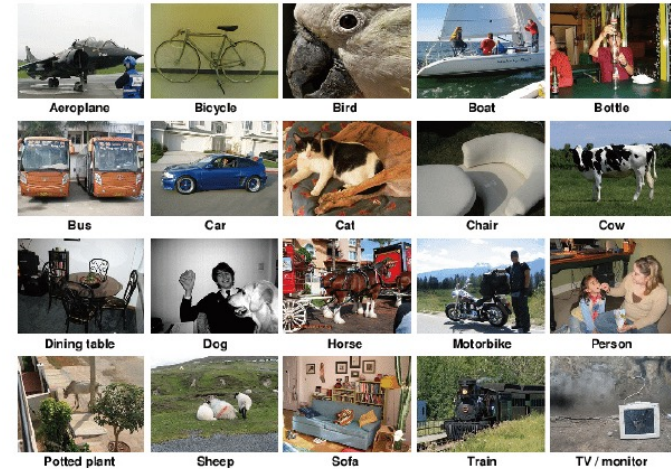 Aeroplane
Bicycle
Bird
Boat
Bottle
Bus
Car
Cat
Chair
Cow
Dining table
Dog
Horse
Motorbike
Person
Potted plant
Sheep
Sofa
Train
TV / monitor